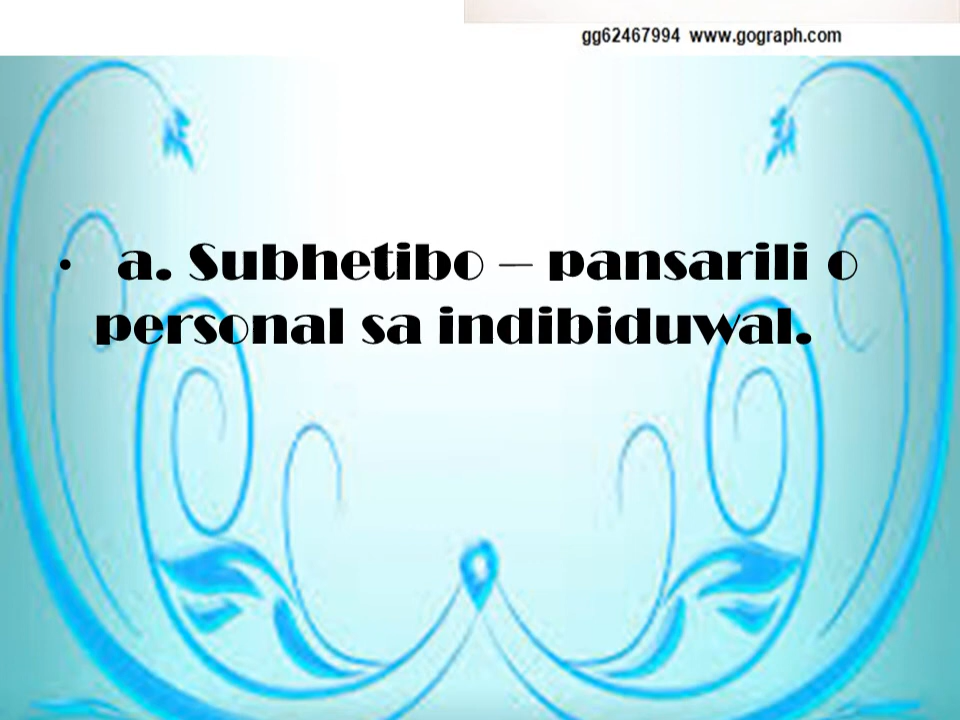 gg62467994 www.gograph.com
• a. Subhetibo – pansarili o
personal sa indibiduwal.